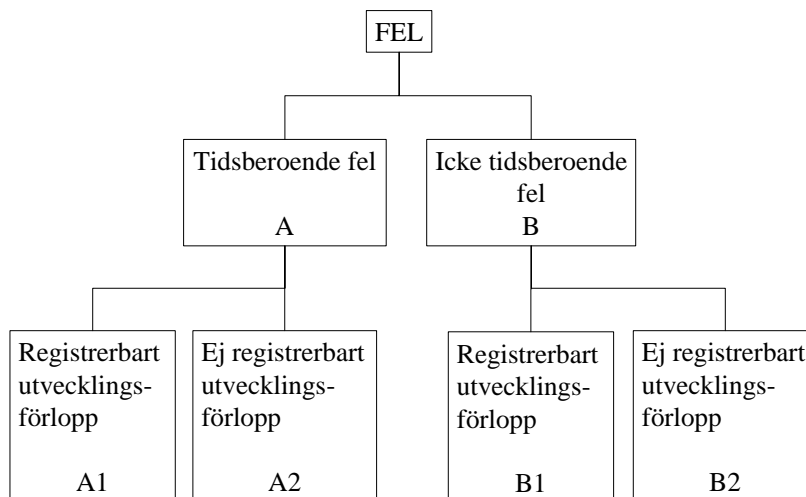 FEL
Tidsberoende fel
A
Icke tidsberoende
fel
B
Registrerbart
utvecklings-
förlopp
A1
Ej registrerbart
utvecklings-
förlopp
A2
Registrerbart
utvecklings-
förlopp
B1
Ej registrerbart
utvecklings-
förlopp
B2